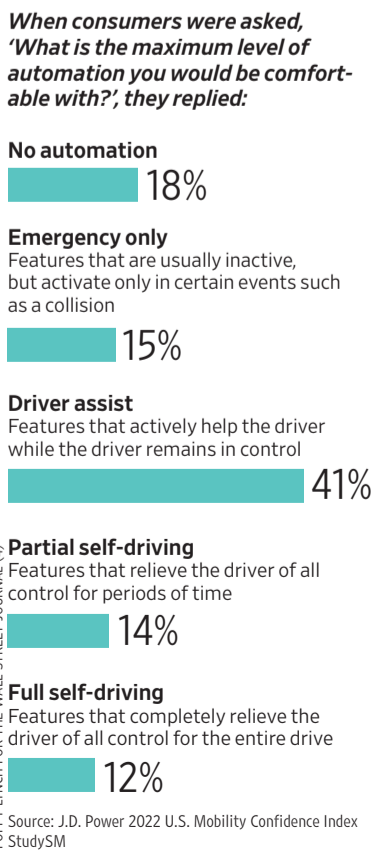 When consumers were asked,
‘What is the maximum level of
automation you would be comfort-
able with?’, they replied:
No automation
18%
Emergency only
Features that are usually inactive,
but activate only in certain events such
as a collision
15%
Driver assist
Features that actively help the driver
while the driver remains in control
41%
Partial self-driving
Features that relieve the driver of all
control for periods of time
14%
Full self-driving
Features that completely relieve the
driver of all control for the entire drive
12%
Source: J.D. Power 2022 U.S. Mobility Confidence Index
StudySM